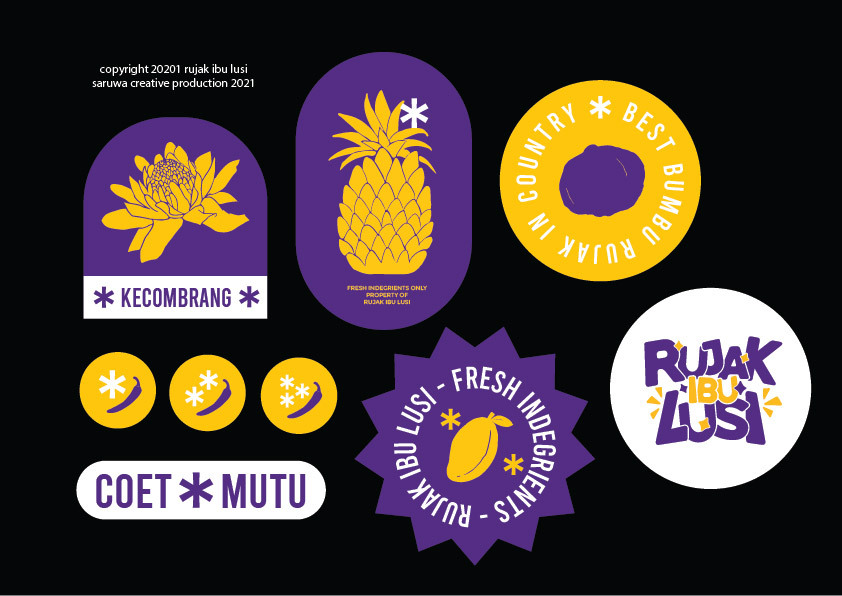 copyright 20201 rujak ibu lusi
saruwa creative production 2021
✱ KECOMBRANG ✱
FRESH INDEGRIENTS ONLY
PROPERTY OF
RUJAK IBU LUSI
✱ BEST BUMBU RUJAK IN COUNTRY
COET ✱ MUTU
RUJAK IBU LUSI - FRESH INDEGRIENTS -
RUJAK
IBU
LUSI